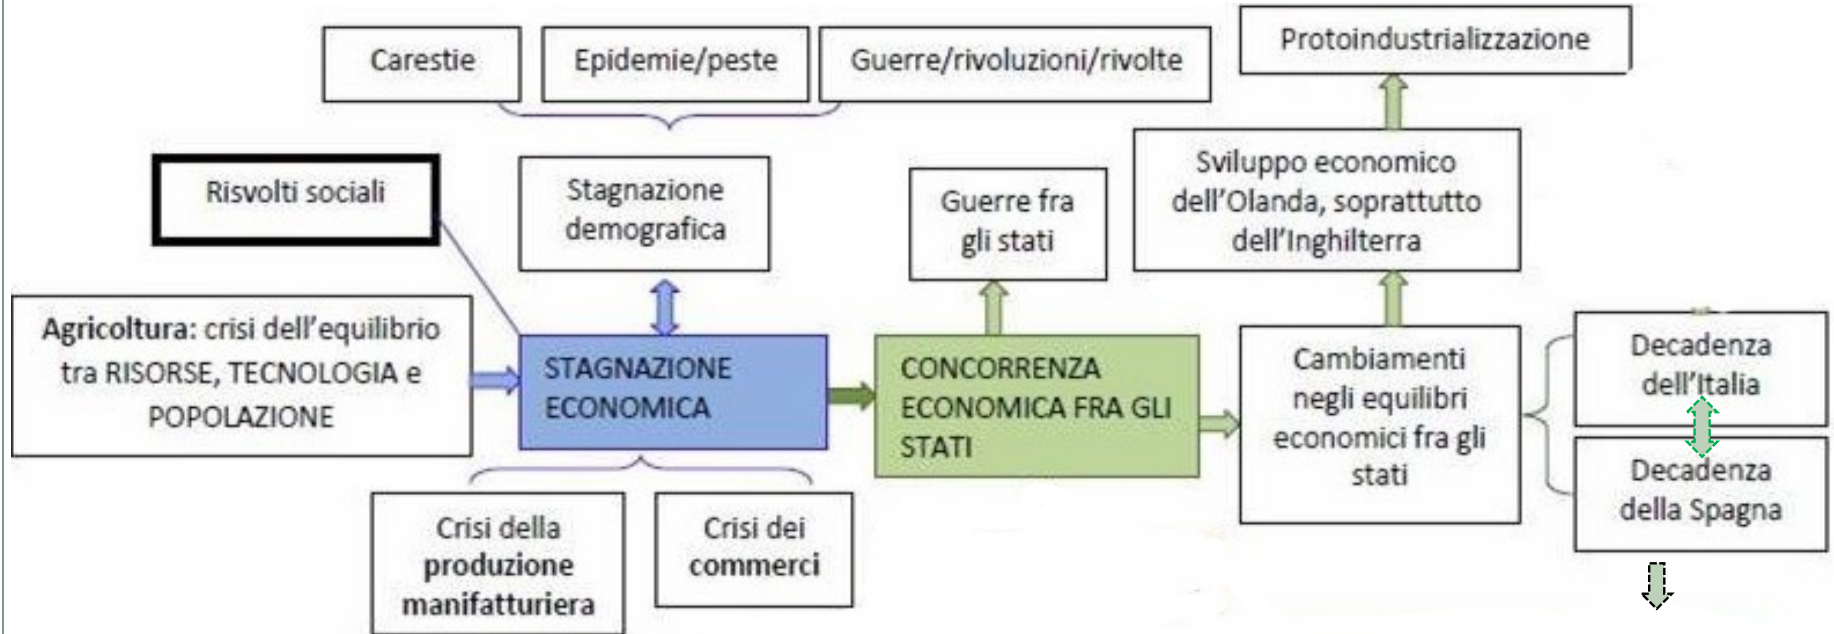 Carestie
Epidemie/peste
Guerre/rivoluzioni/rivolte
Protoindustrializzazione
Risvolti sociali
Stagnazione
demografica
Guerre fra
gli stati
Sviluppo economico
dell'Olanda, soprattutto
dell'Inghilterra
Agricoltura: crisi dell'equilibrio
tra RISORSE, TECNOLOGIA e
POPOLAZIONE
STAGNAZIONE
ECONOMICA
CONCORRENZA
ECONOMICA FRA GLI
STATI
Cambiamenti
negli equilibri
economici fra gli
stati
Decadenza
dell'Italia
Decadenza
della Spagna
Crisi della
produzione
manifatturiera
Crisi dei
commerci